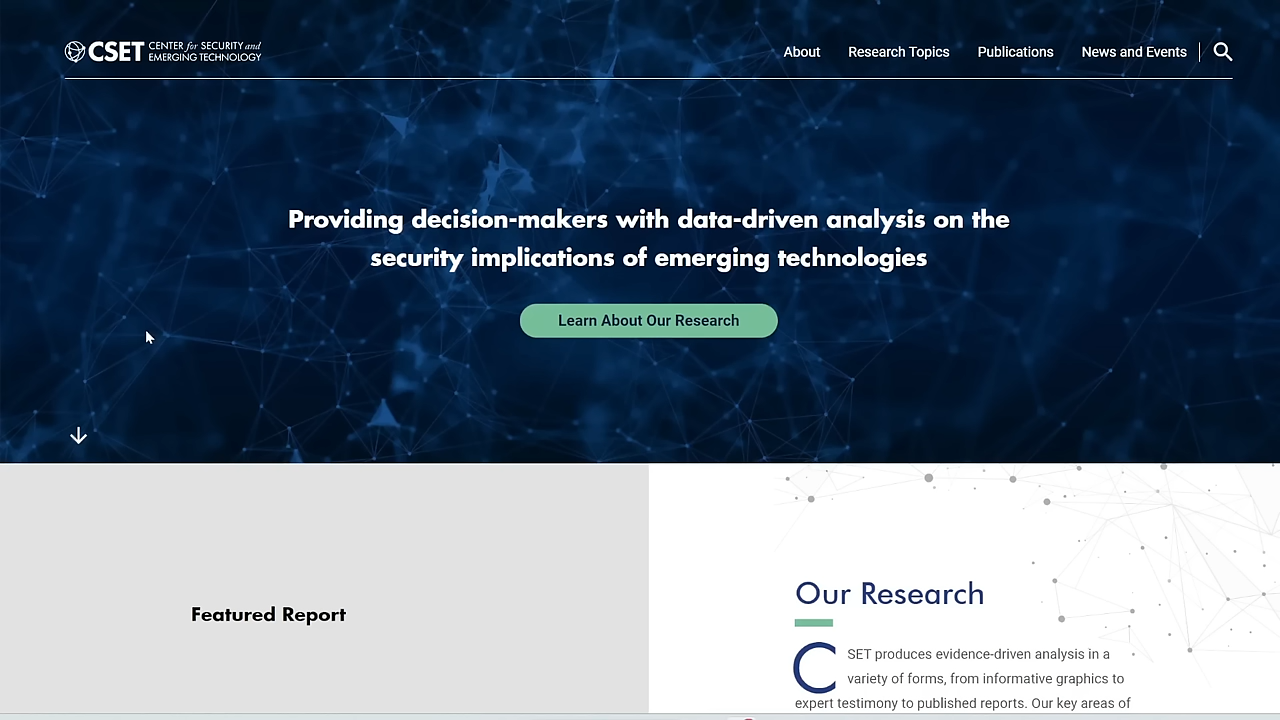 CSET CENTER for SECURITY and
EMERGING TECHNOLOGY
About Research Topics Publications News and Events
Providing decision-makers with data-driven analysis on the
security implications of emerging technologies
Learn About Our Research
Featured Report
Our Research
CSET produces evidence-driven analysis in a
variety of forms, from informative graphics to
expert testimony to published reports. Our key areas of